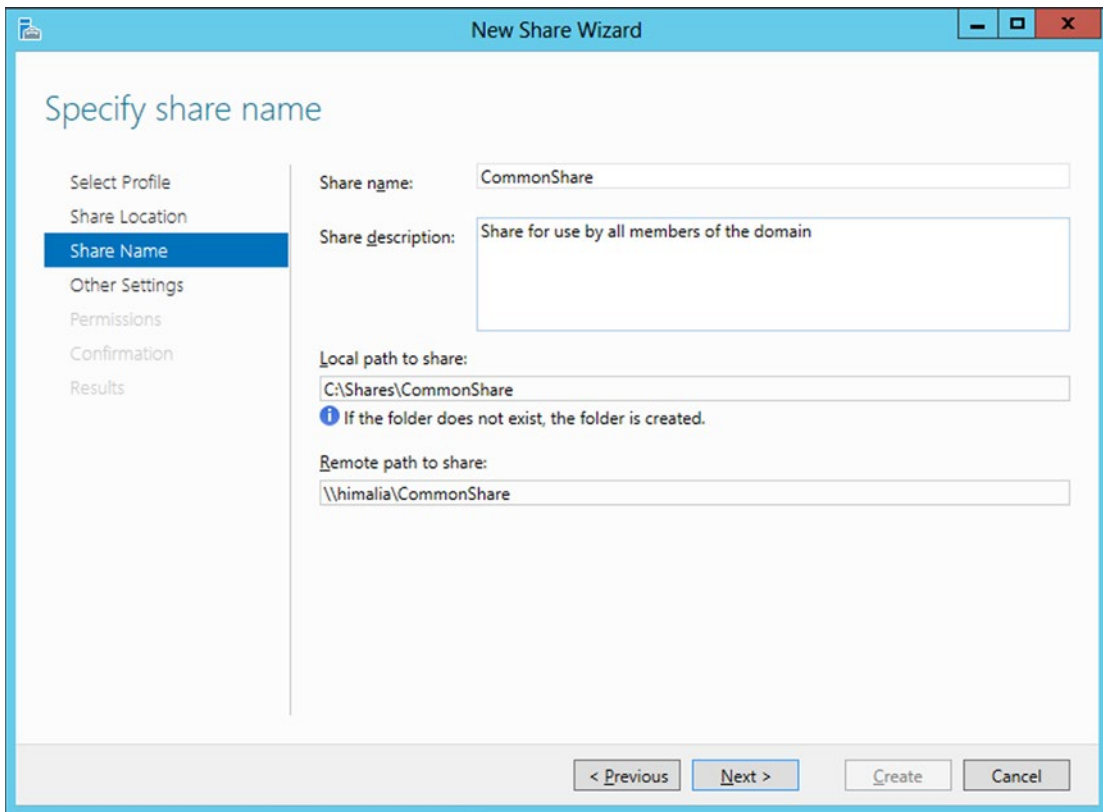 New Share Wizard
Specify share name
Select Profile
Share Location
Share Name
Other Settings
Permissions
Confirmation
Results
Share name:
CommonShare
Share description:
Share for use by all members of the domain
Local path to share:
C:\Shares\CommonShare
If the folder does not exist, the folder is created.
Remote path to share:
\\himalia\CommonShare
< Previous
Next >
Create
Cancel